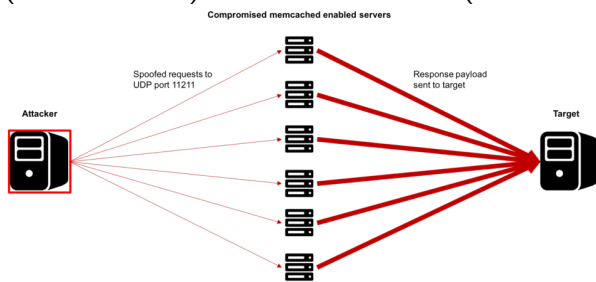 Compromised memcached enabled servers
Spoofed requests to
UDP port 11211
Response payload
sent to target
Attacker
Target